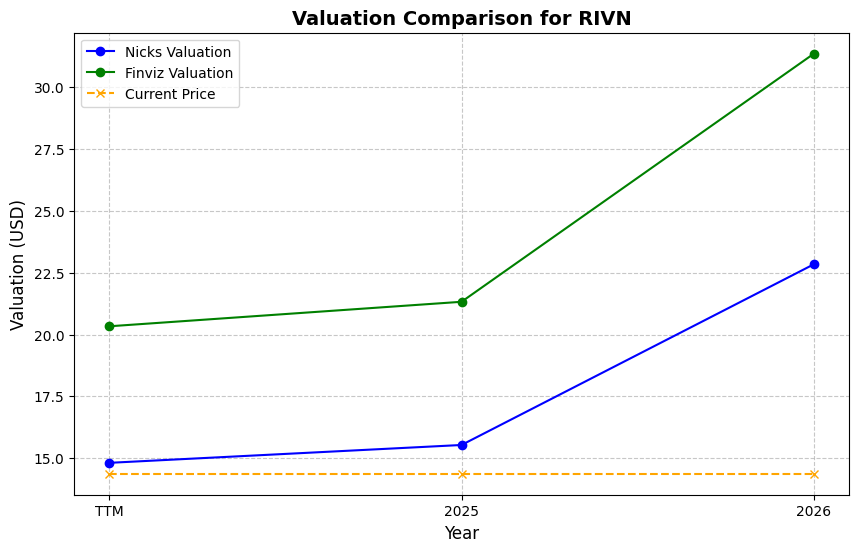 Valuation Comparison for RIVN
Nicks Valuation
Finviz Valuation
Current Price
Valuation (USD)
30.0
27.5
25.0
22.5
20.0
17.5
15.0
TTM
2025
2026
Year